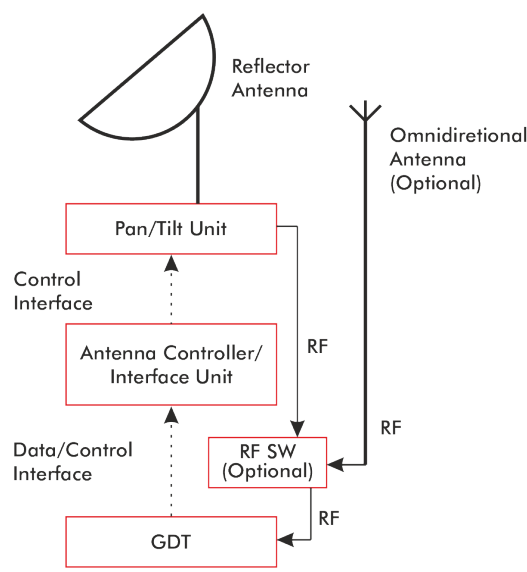 Reflector
Antenna
Omnidiretional
Antenna
(Optional)
Pan/Tilt Unit
Control
Interface
RF
Antenna Controller/
Interface Unit
RF
Data/Control
Interface
RF SW
(Optional)
RF
GDT